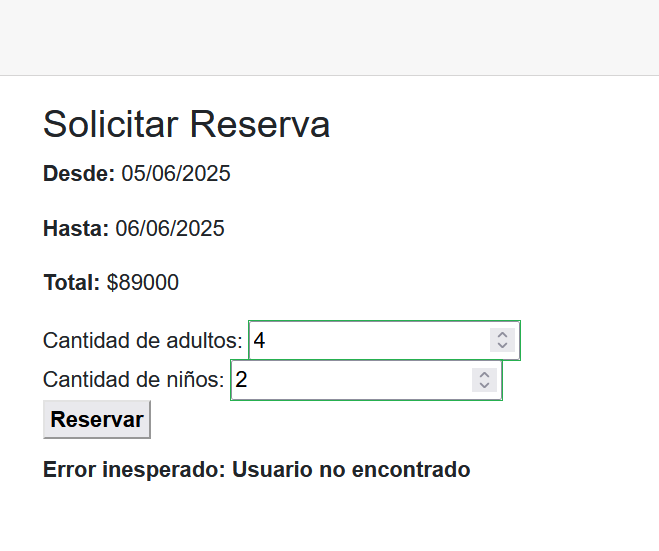 Solicitar Reserva
Desde: 05/06/2025
Hasta: 06/06/2025
Total: $89000
Cantidad de adultos: 4
Cantidad de niños: 2
Reservar
Error inesperado: Usuario no encontrado